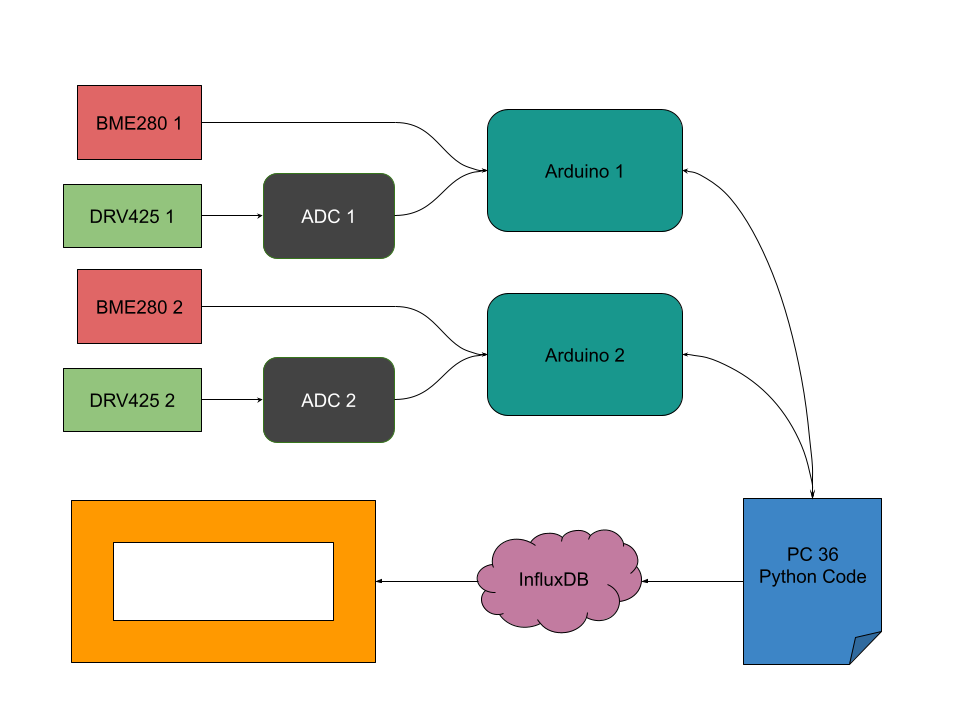 BME280 1
DRV425 1
ADC 1
Arduino 1
BME280 2
DRV425 2
ADC 2
Arduino 2
InfluxDB
PC 36
Python Code